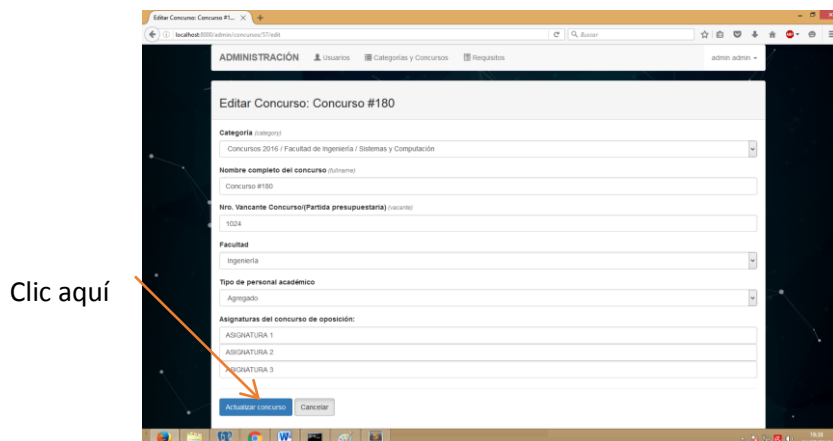 Editar Concurso: Concurso #1...
localhost:8000/admin/concursos/57/edit
Buscar
ADMINISTRACIÓN Usuarios Categorías y Concursos Requisitos admin admin
Editar Concurso: Concurso #180
Categoría (category)
Concursos 2016 / Facultad de Ingeniería / Sistemas y Computación
Nombre completo del concurso (fullname)
Concurso #180
Nro. Vancante Concurso/(Partida presupuestaria) (vacante)
1024
Facultad
Ingeniería
Tipo de personal académico
Clic aquí
Agregado
Asignaturas del concurso de oposición:
ASIGNATURA 1
ASIGNATURA 2
ASIGNATURA 3
Actualizar concurso Cancelar